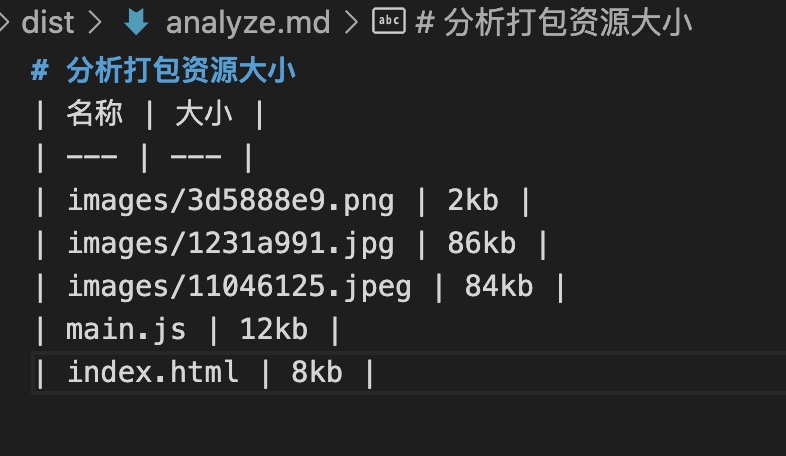 dist > analyze.md > abc # 分析打包资源大小
# 分析打包资源大小
| 名称 | 大小 |
| --- | --- |
| images/3d5888e9.png | 2kb |
| images/1231a991.jpg | 86kb |
| images/11046125.jpeg | 84kb |
| main.js | 12kb |
| index.html | 8kb |